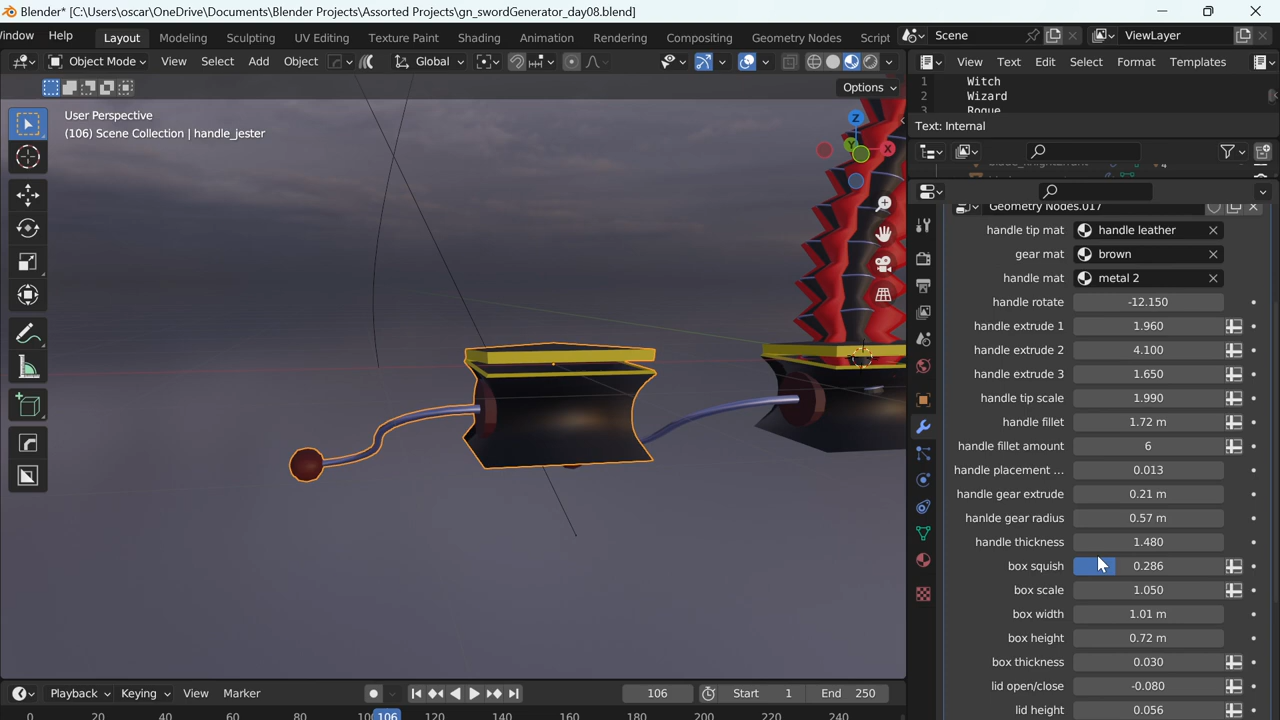 Blender* [C:\Users\oscar\OneDrive\Documents\Blender Projects\Assorted Projects\gn_swordGenerator_day08.blend]
indow Help Layout Modeling Sculpting UV Editing Texture Paint Shading Animation Rendering Compositing Geometry Nodes Script Scene ViewLayer
Object Mode View Select Add Object Global View Text Edit Select Format Templates
Options
1 Witch
2 Wizard
3 Rogue
User Perspective
(106) Scene Collection | handle_jester
Text: Internal
Z
Y
X
Geometry Nodes.017
handle tip mat handle leather
gear mat brown
handle mat metal 2
handle rotate -12.150
handle extrude 1 1.960
handle extrude 2 4.100
handle extrude 3 1.650
handle tip scale 1.990
handle fillet 1.72 m
handle fillet amount 6
handle placement ... 0.013
handle gear extrude 0.21 m
hanlde gear radius 0.57 m
handle thickness 1.480
box squish 0.286
box scale 1.050
box width 1.01 m
box height 0.72 m
box thickness 0.030
lid open/close -0.080
lid height 0.056
Playback Keying View Marker 106 Start 1 End 250
0 20 40 60 80 100 106 120 140 160 180 200 220 240